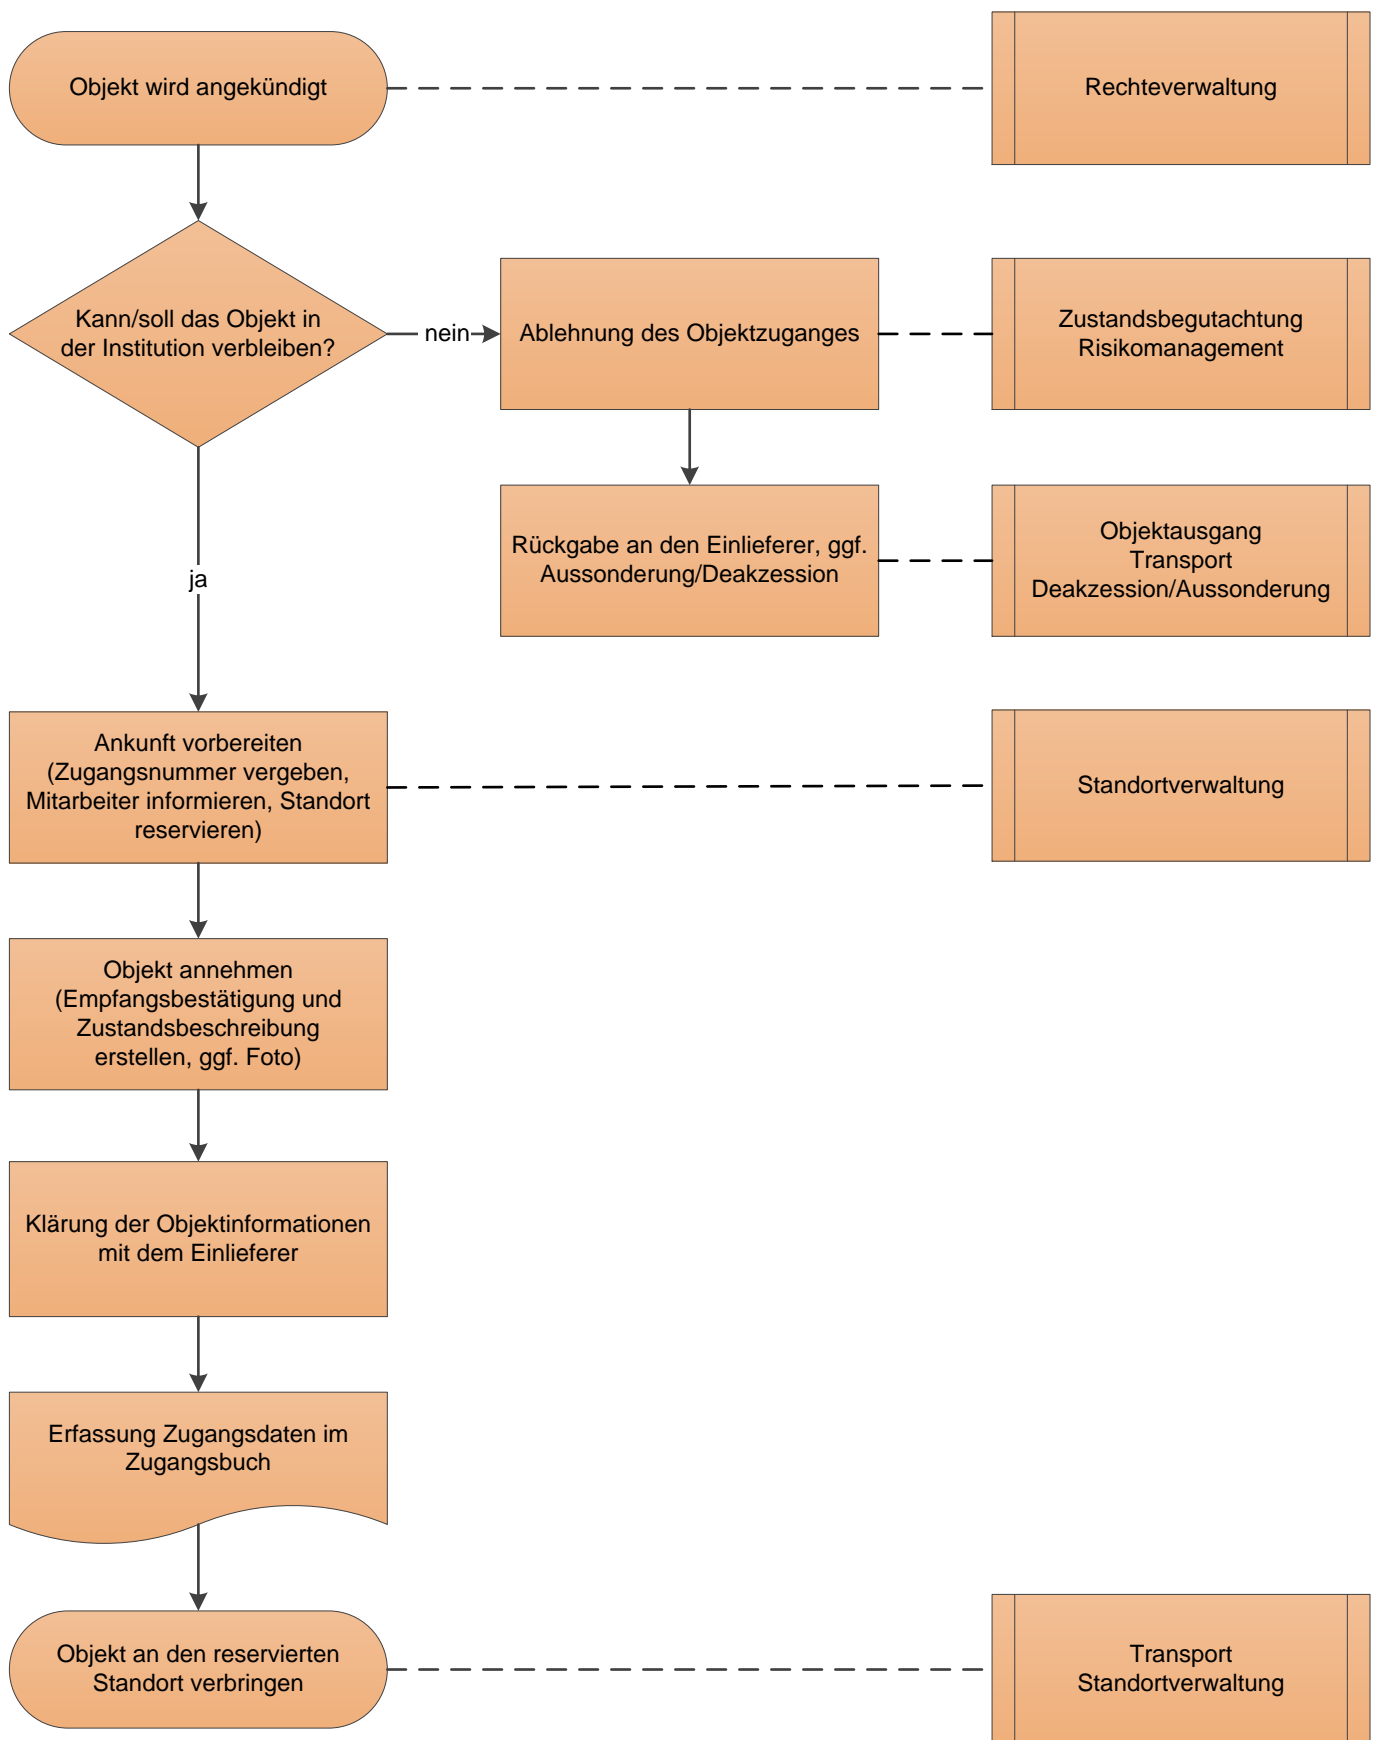 Objekt wird angekündigt
Rechteverwaltung
Kann/soll das Objekt in
der Institution verbleiben?
nein
Ablehnung des Objektzuganges
Zustandsbegutachtung
Risikomanagement
Rückgabe an den Einlieferer, ggf.
Aussonderung/Deakzession
Objektausgang
Transport
Deakzession/Aussonderung
ja
Ankunft vorbereiten
(Zugangsnummer vergeben,
Mitarbeiter informieren, Standort
reservieren)
Standortverwaltung
Objekt annehmen
(Empfangsbestätigung und
Zustandsbeschreibung
erstellen, ggf. Foto)
Klärung der Objektinformationen
mit dem Einlieferer
Erfassung Zugangsdaten im
Zugangsbuch
Objekt an den reservierten
Standort verbringen
Transport
Standortverwaltung